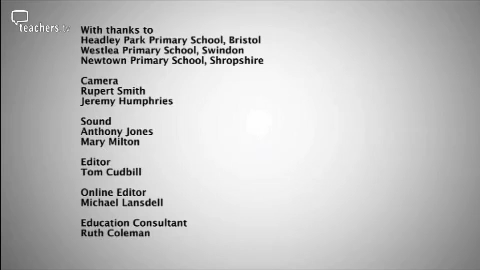 teachers.tv
With thanks to
Headley Park Primary School, Bristol
Westlea Primary School, Swindon
Newtown Primary School, Shropshire
Camera
Rupert Smith
Jeremy Humphries
Sound
Anthony Jones
Mary Milton
Editor
Tom Cudbill
Online Editor
Michael Lansdell
Education Consultant
Ruth Coleman